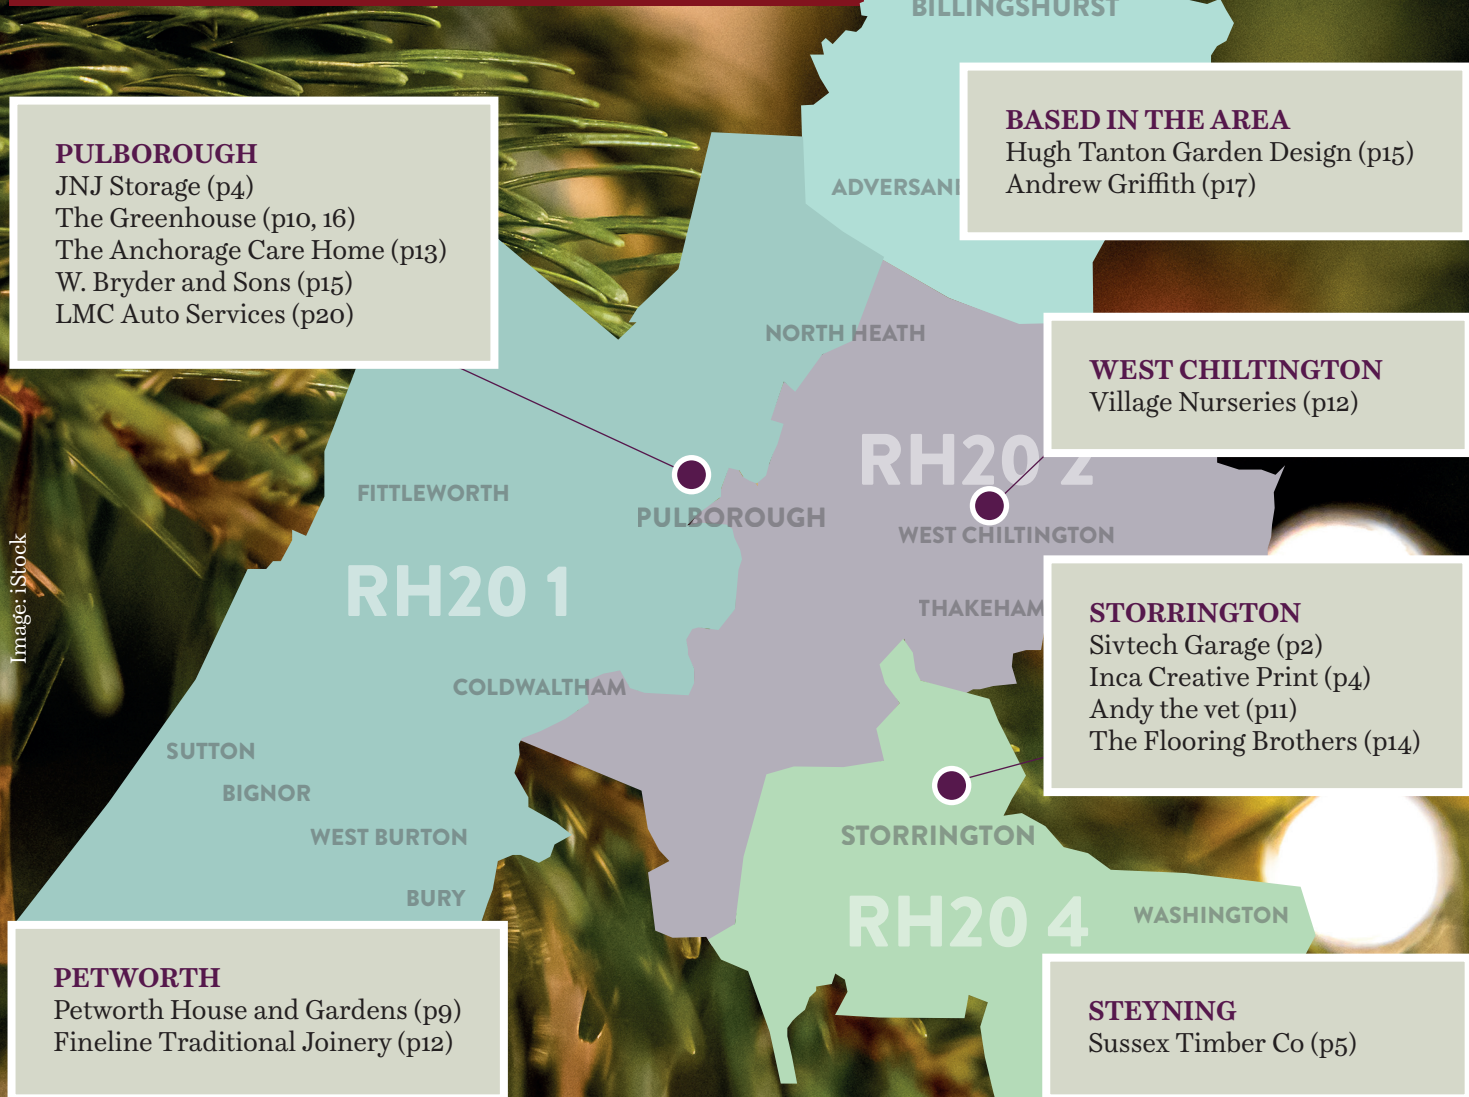 BILLINGSHURST
BASED IN THE AREA
Hugh Tanton Garden Design (p15)
Andrew Griffith (p17)
PULBOROUGH
JNJ Storage (p4)
The Greenhouse (p10, 16)
The Anchorage Care Home (p13)
W. Bryder and Sons (p15)
LMC Auto Services (p20)
NORTH HEATH
WEST CHILTINGTON
Village Nurseries (p12)
RH20 2
FITTLEWORTH
PULBOROUGH
WEST CHILTINGTON
Image: iStock
RH20 1
THAKEHAM
STORRINGTON
Sivtech Garage (p2)
Inca Creative Print (p4)
Andy the vet (p11)
The Flooring Brothers (p14)
COLDWALTHAM
SUTTON
BIGNOR
WEST BURTON
STORRINGTON
BURY
RH20 4
WASHINGTON
PETWORTH
Petworth House and Gardens (p9)
Fineline Traditional Joinery (p12)
STEYNING
Sussex Timber Co (p5)